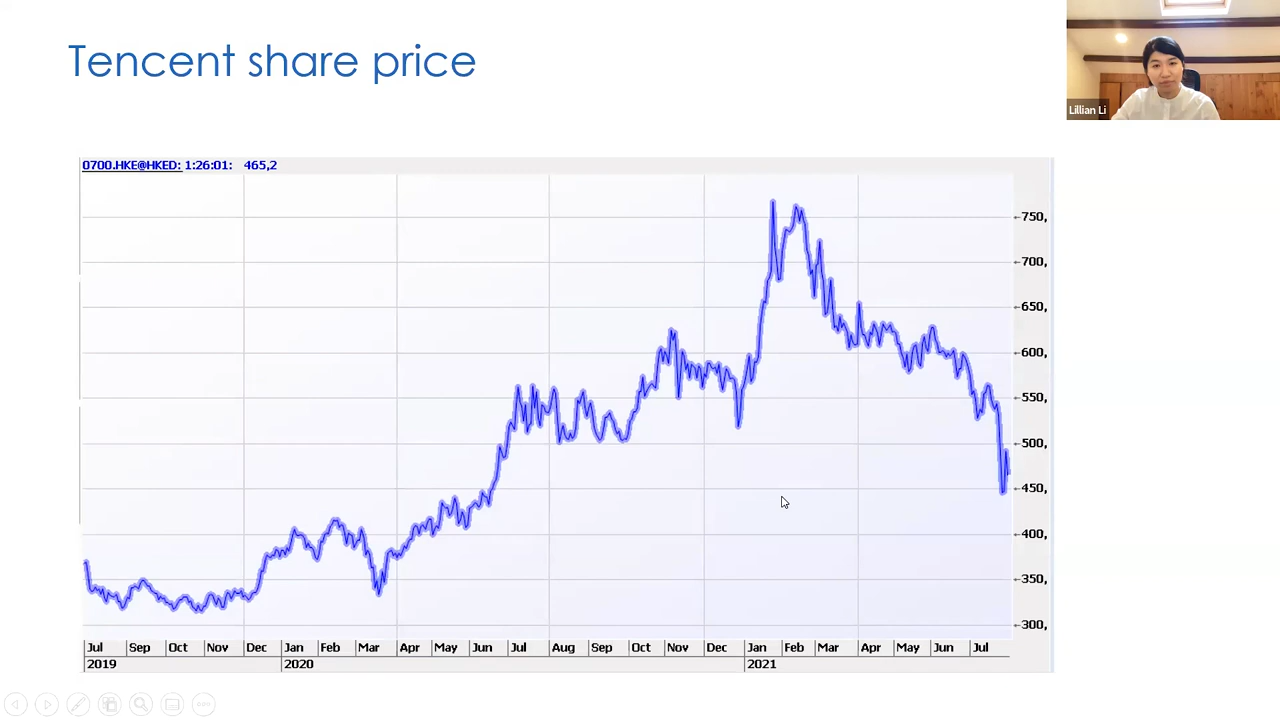 Tencent share price
Lillian Li
0700.HKE@HKED: 1:26:01: 465,2
750,
700,
650,
600,
550,
500,
450,
400,
350,
300,
Jul Sep Oct Nov Dec Jan Feb Mar Apr May Jun Jul Aug Sep Oct Nov Dec Jan Feb Mar Apr May Jun Jul
2019 2020 2021